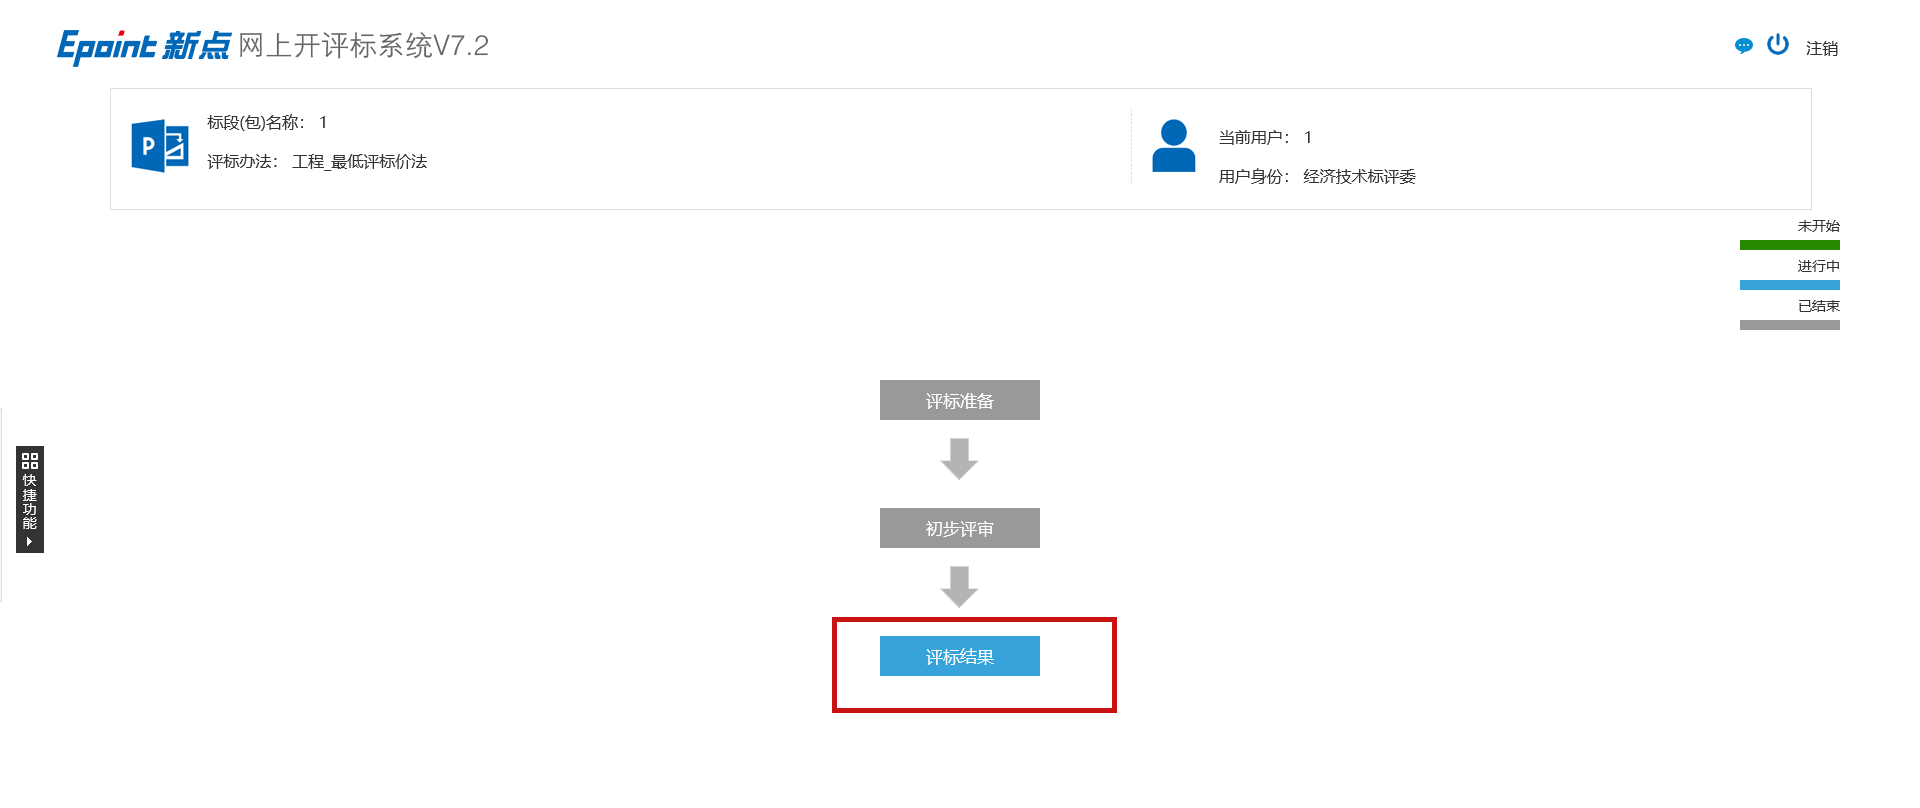 Epoint 新点 网上开评标系统V7.2
注销
标段(包)名称： 1
评标办法： 工程_最低评标价法
当前用户： 1
用户身份： 经济技术标评委
未开始
进行中
已结束
评标准备
初步评审
评标结果
快捷功能